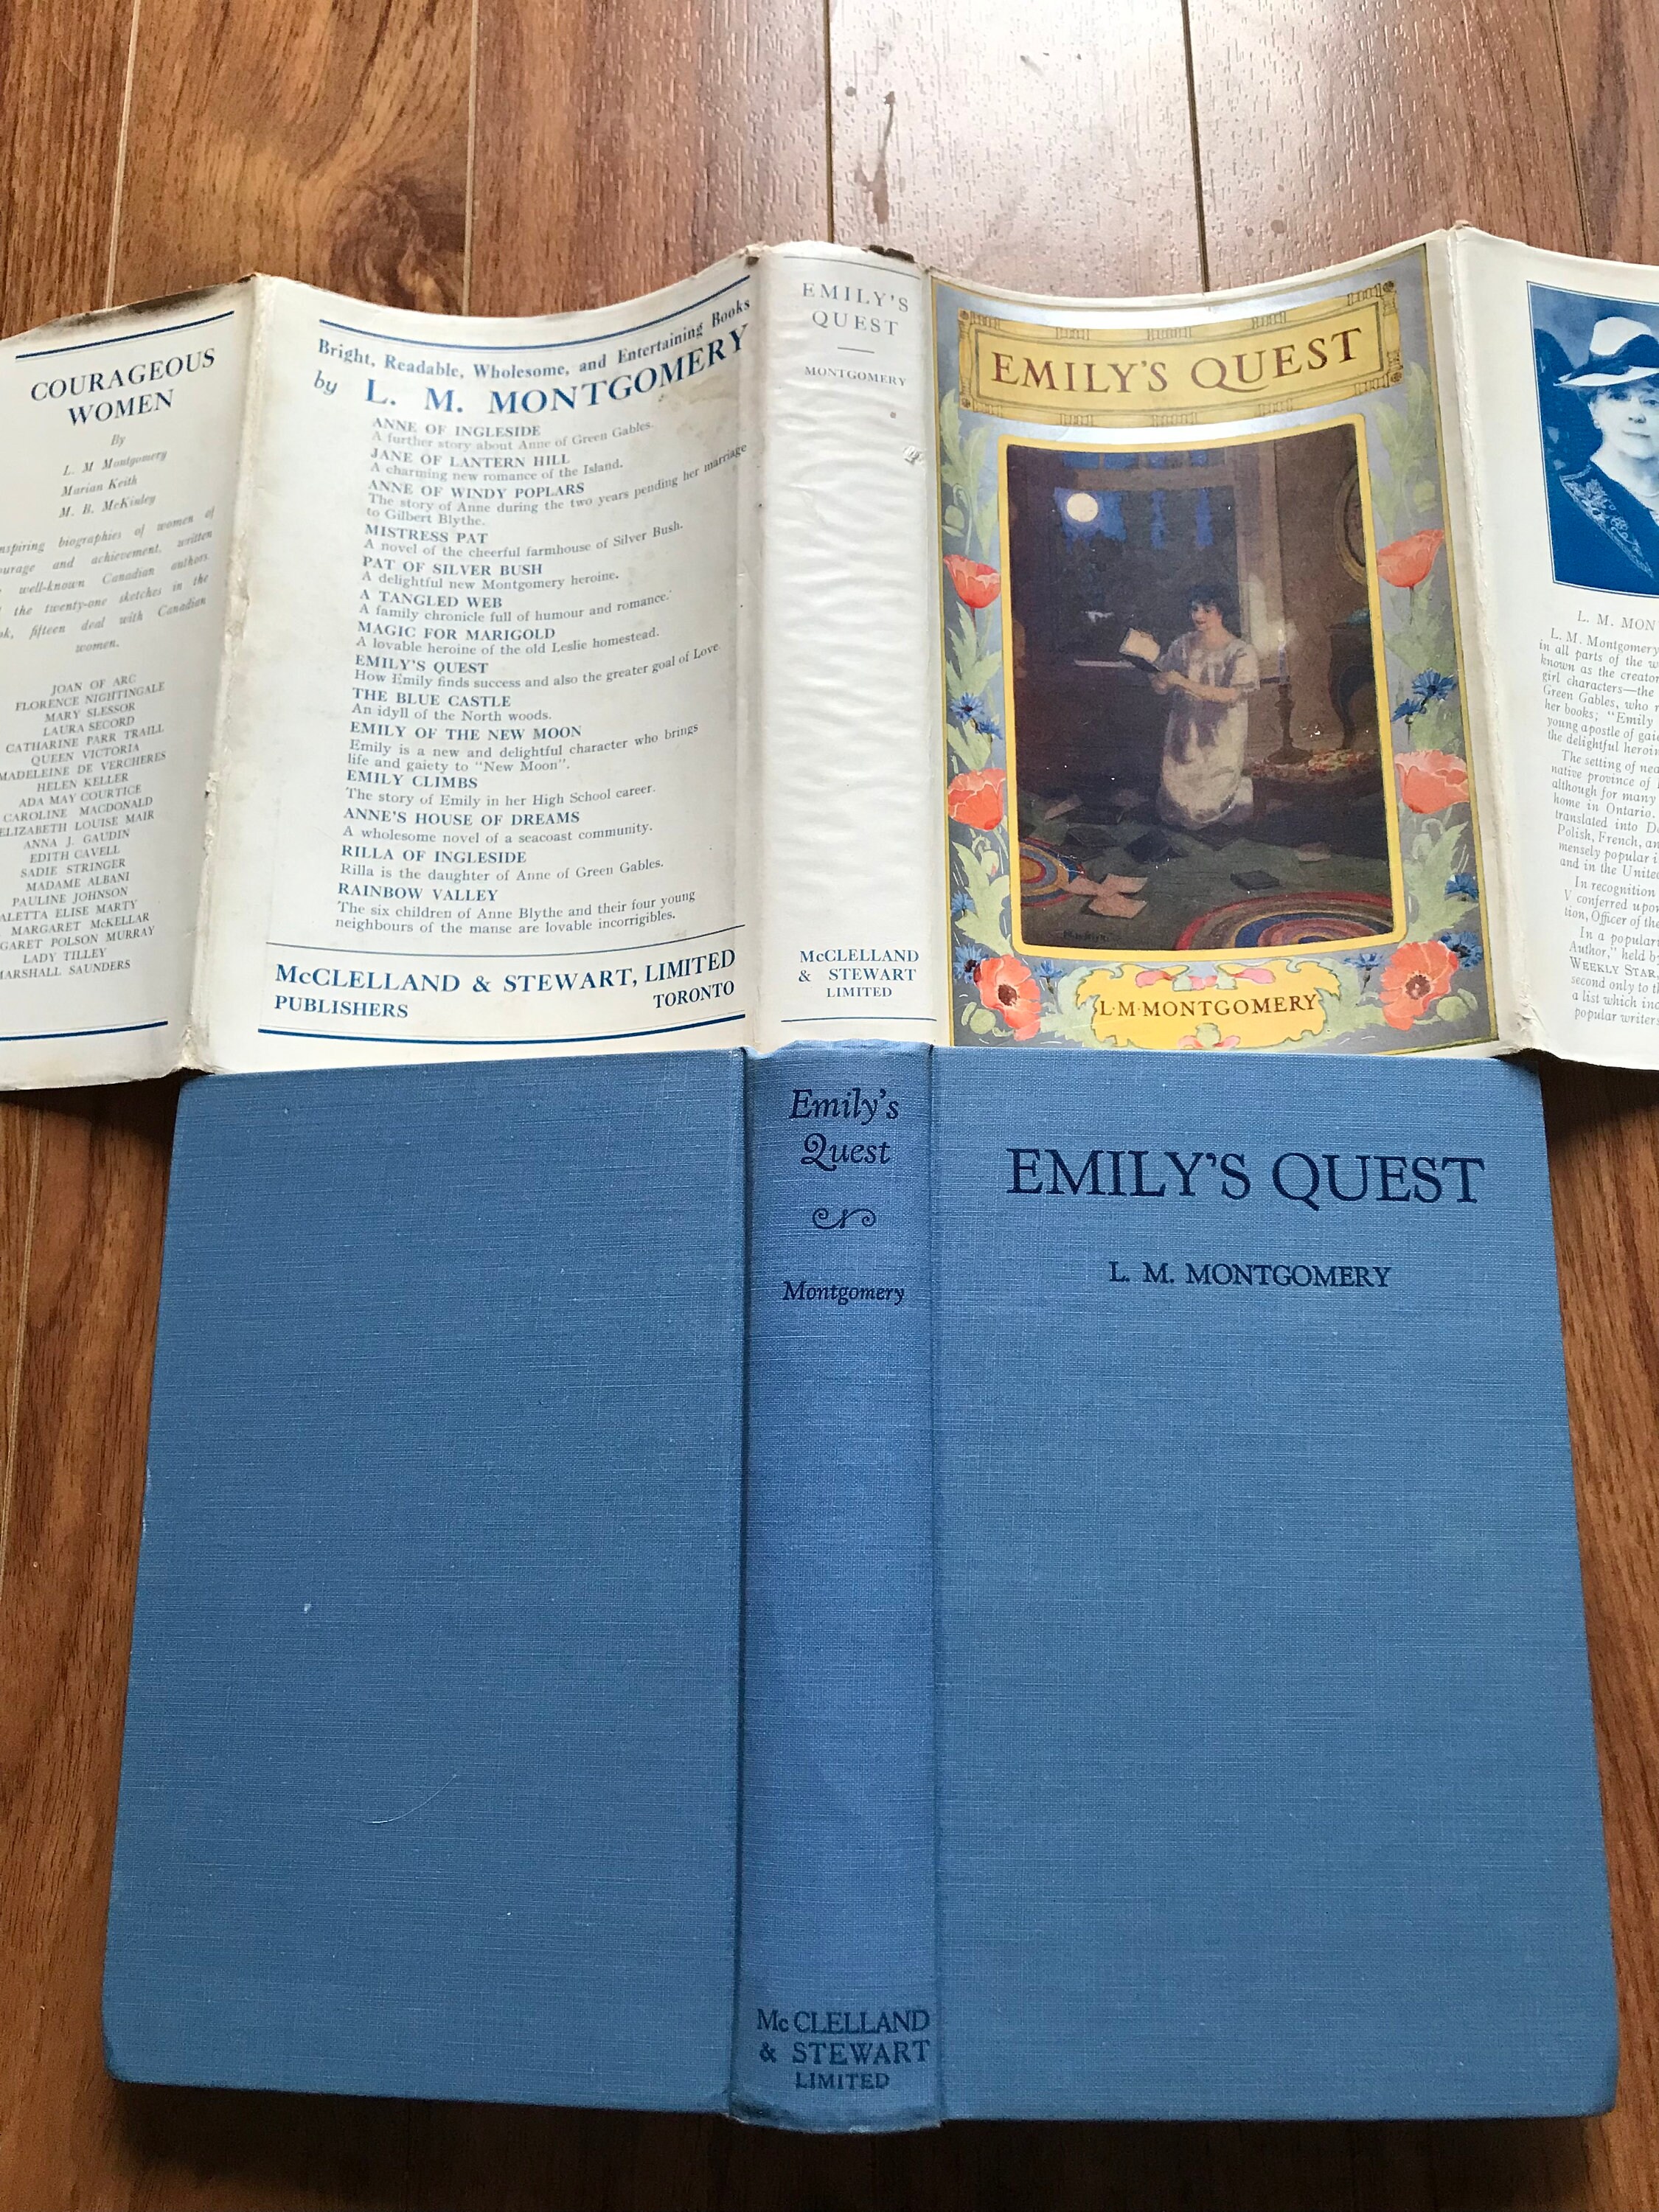 COURAGEOUS
WOMEN
By
L. M Montgomery
Marian Keith
M. B. McKinley
biographies of women of
and achievement, written
well-known Canadian authors
the twenty-one sketches in the
fifteen deal with Canadian
women.
JOAN OF ARC
FLORENCE NIGHTINGALE
MARY SLESSOR
LAURA SECORD
CATHARINE PARR TRAILL
QUEEN VICTORIA
MADELEINE DE VERCHERES
HELEN KELLER
ADA MAY COURTICE
CAROLINE MACDONALD
ELIZABETH LOUISE MAIR
ANNA J. GAUDIN
EDITH CAVELL
SADIE STRINGER
MADAME ALBANI
PAULINE JOHNSON
ALETTA ELISE MARTY
MARGARET McKELLAR
POLSON MURRAY
LADY TILLEY
MARSHALL SAUNDERS
Bright, Readable, Wholesome, and Entertaining Books
by L. M. MONTGOMERY
ANNE OF INGLESIDE
A further story about Anne of Green Gables.
JANE OF LANTERN HILL
A charming new romance of the Island.
ANNE OF WINDY POPLARS
The story of Anne during the two years pending her marriage
to Gilbert Blythe.
MISTRESS PAT
A novel of the cheerful farmhouse of Silver Bush.
PAT OF SILVER BUSH
A delightful new Montgomery heroine.
A TANGLED WEB
A family chronicle full of humour and romance.
MAGIC FOR MARIGOLD
A lovable heroine of the old Leslie homestead.
EMILY'S QUEST
How Emily finds success and also the greater goal of Love
THE BLUE CASTLE
An idyll of the North woods.
EMILY OF THE NEW MOON
Emily is a new and delightful character who brings
life and gaiety to "New Moon".
EMILY CLIMBS
The story of Emily in her High School career.
ANNE'S HOUSE OF DREAMS
A wholesome novel of a seacoast community.
RILLA OF INGLESIDE
Rilla is the daughter of Anne of Green Gables.
RAINBOW VALLEY
The six children of Anne Blythe and their four young
neighbours of the manse are lovable incorrigibles.
McCLELLAND & STEWART, LIMITED
PUBLISHERS TORONTO
EMILY'S
QUEST
MONTGOMERY
McCLELLAND
& STEWART
LIMITED
EMILY'S QUEST
L·M·MONTGOMERY
L. M. MON
L. M. Montgomery
in all parts of the w
known as the creator
girl characters—the
Green Gables, who r
her books; "Emily
young apostle of gaie
the delightful heroin
The setting of nea
native province of
although for many
home in Ontario.
translated into D
Polish, French, an
mensely popular i
and in the United
In recognition
V conferred upon
tion, Officer of the
In a popular
Author," held b
WEEKLY STAR,
second only to th
a list which inc
popular writers
Emily's
Quest
Montgomery
McCLELLAND
& STEWART
LIMITED
EMILY'S QUEST
L. M. MONTGOMERY